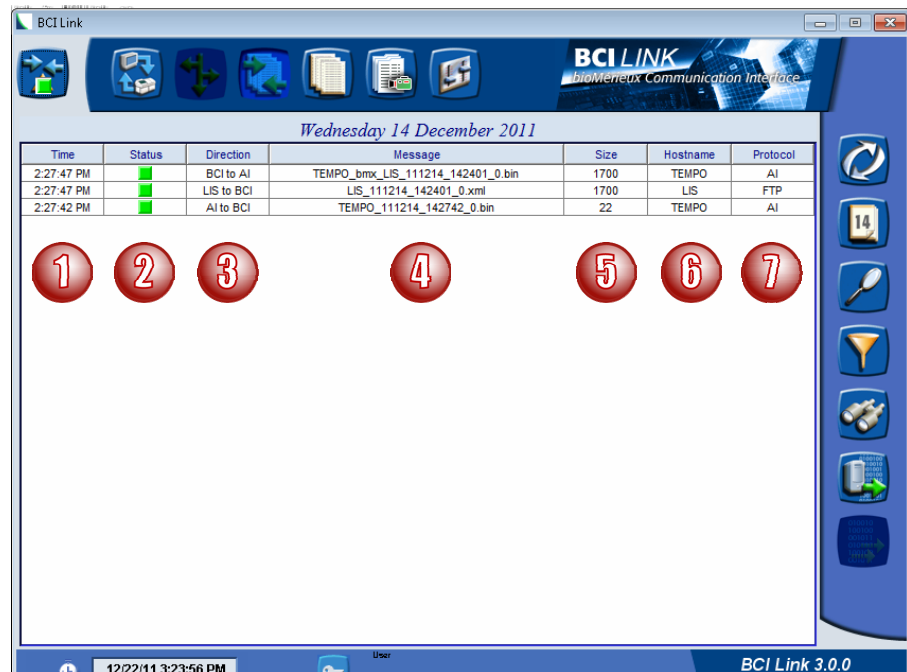 BCI Link
BCI LINK
bioMérieux Communication Interface
Wednesday 14 December 2011
Time Status Direction Message Size Hostname Protocol
2:27:47 PM BCI to AI TEMPO_bmx_LIS_111214_142401_0.bin 1700 TEMPO AI
2:27:47 PM LIS to BCI LIS_111214_142401_0.xml 1700 LIS FTP
2:27:42 PM AI to BCI TEMPO_111214_142742_0.bin 22 TEMPO AI
1 2 3 4 5 6 7
14
12/22/11 3:23:56 PM
User
BCI Link 3.0.0